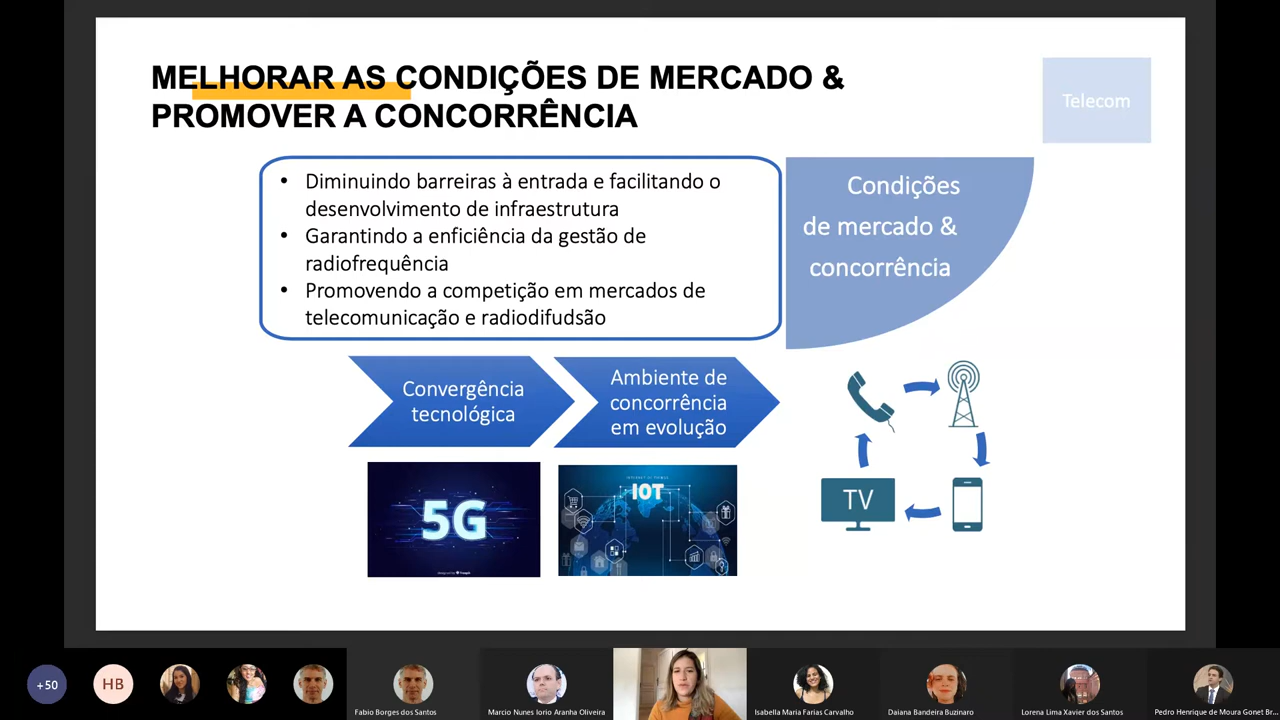 MELHORAR AS CONDIÇÕES DE MERCADO &
PROMOVER A CONCORRÊNCIA
Telecom
• Diminuindo barreiras à entrada e facilitando o
desenvolvimento de infraestrutura
• Garantindo a enficiência da gestão de
radiofrequência
• Promovendo a competição em mercados de
telecomunicação e radiodifudsão
Condições
de mercado &
concorrência
Convergência
tecnológica
Ambiente de
concorrência
em evolução
5G
INTERNET OF THINGS
IOT
TV
+50
HB
Fabio Borges dos Santos
Marcio Nunes Iorio Aranha Oliveira
Isabella Maria Farias Carvalho
Daiana Bandeira Buzinaro
Lorena Lima Xavier dos Santos
Pedro Henrique de Moura Gonet Br...